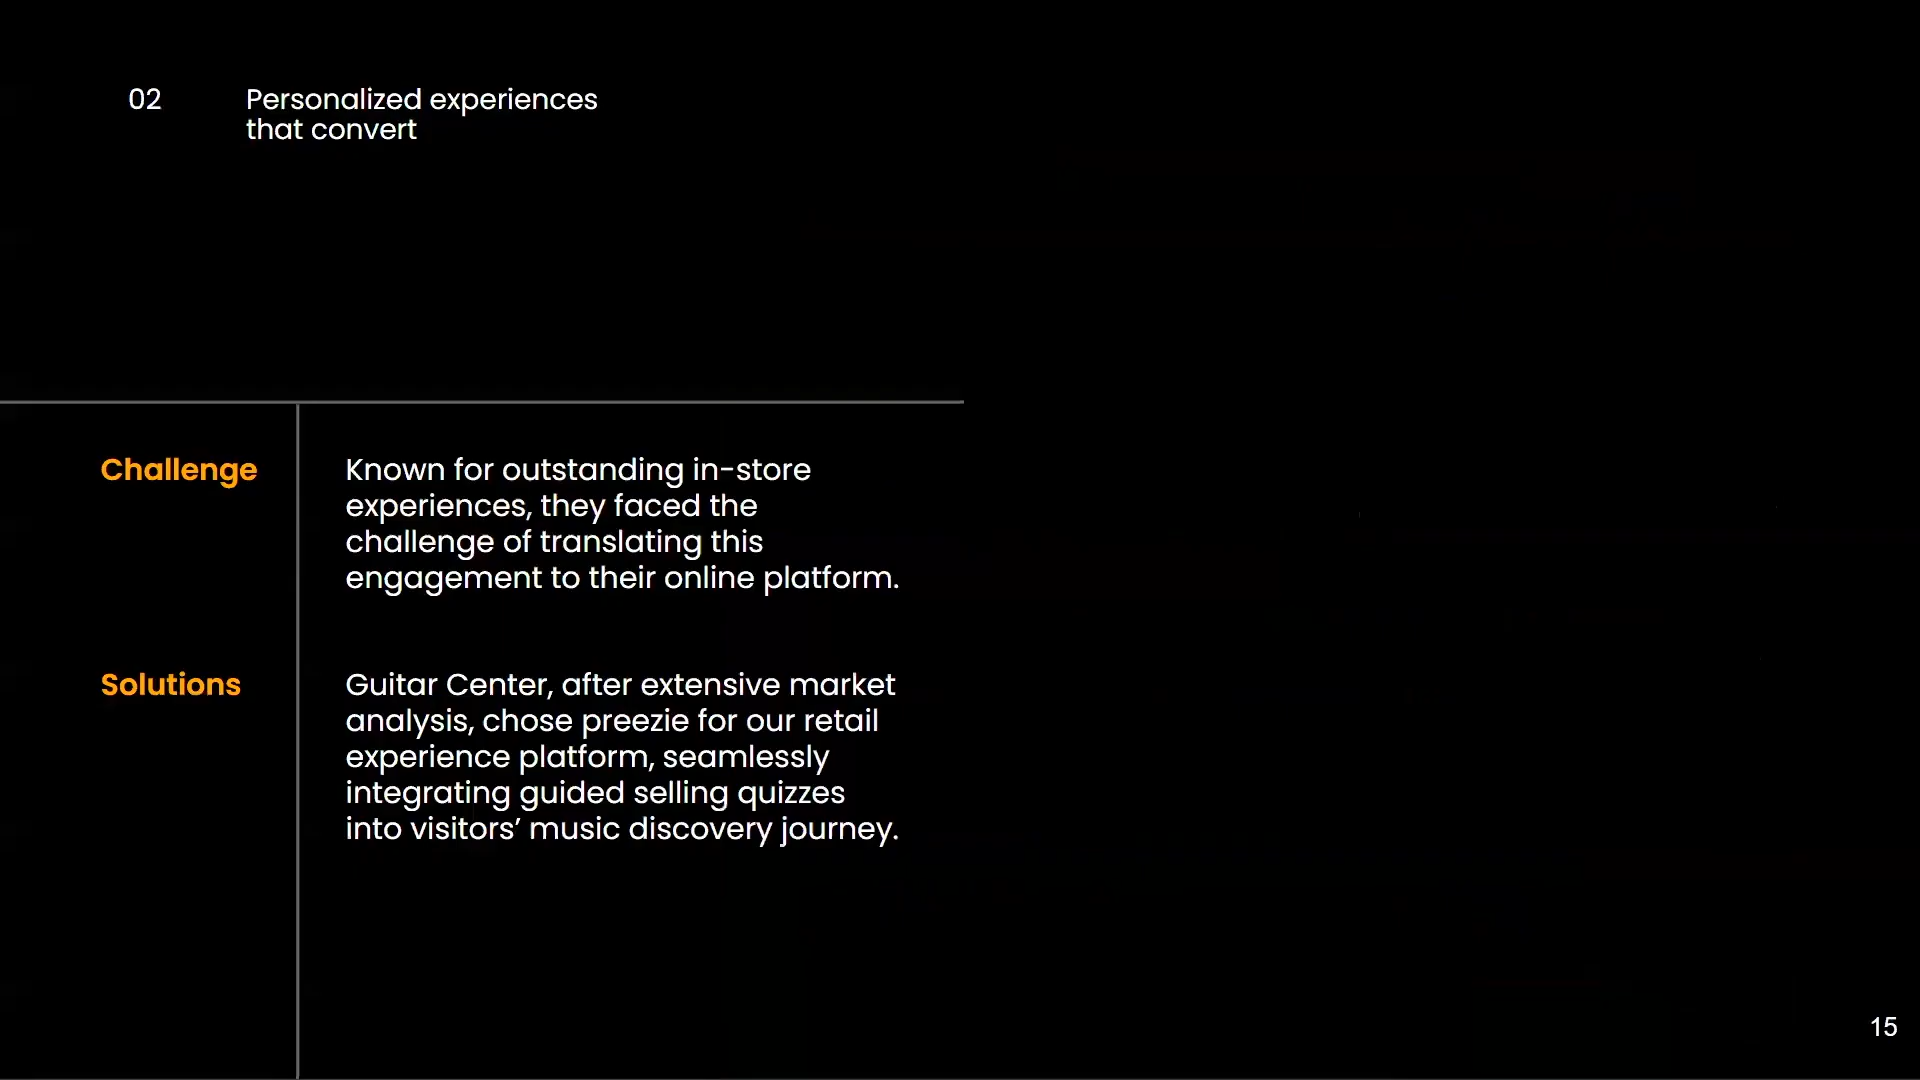 02
Personalized experiences
that convert
Challenge
Known for outstanding in-store
experiences, they faced the
challenge of translating this
engagement to their online platform.
Solutions
Guitar Center, after extensive market
analysis, chose preezie for our retail
experience platform, seamlessly
integrating guided selling quizzes
into visitors’ music discovery journey.
15